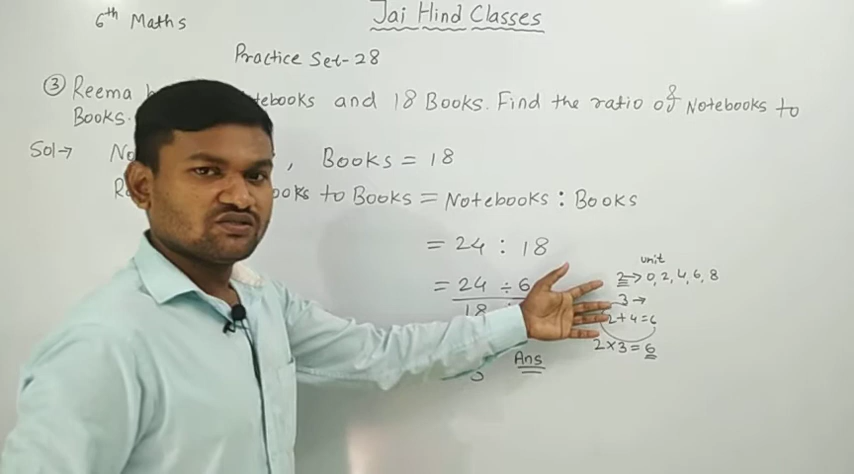 6th Maths
Jai Hind Classes
Practice Set-28
③ Reema notebooks and 18 Books. Find the ratio of Notebooks to
Books.
Sol→ , Books = 18
to Books = Notebooks : Books
= 24 : 18
= 24 ÷ 6
18
Ans
unit
2→ 0, 2, 4, 6, 8
3→
2+4=6
2×3=6